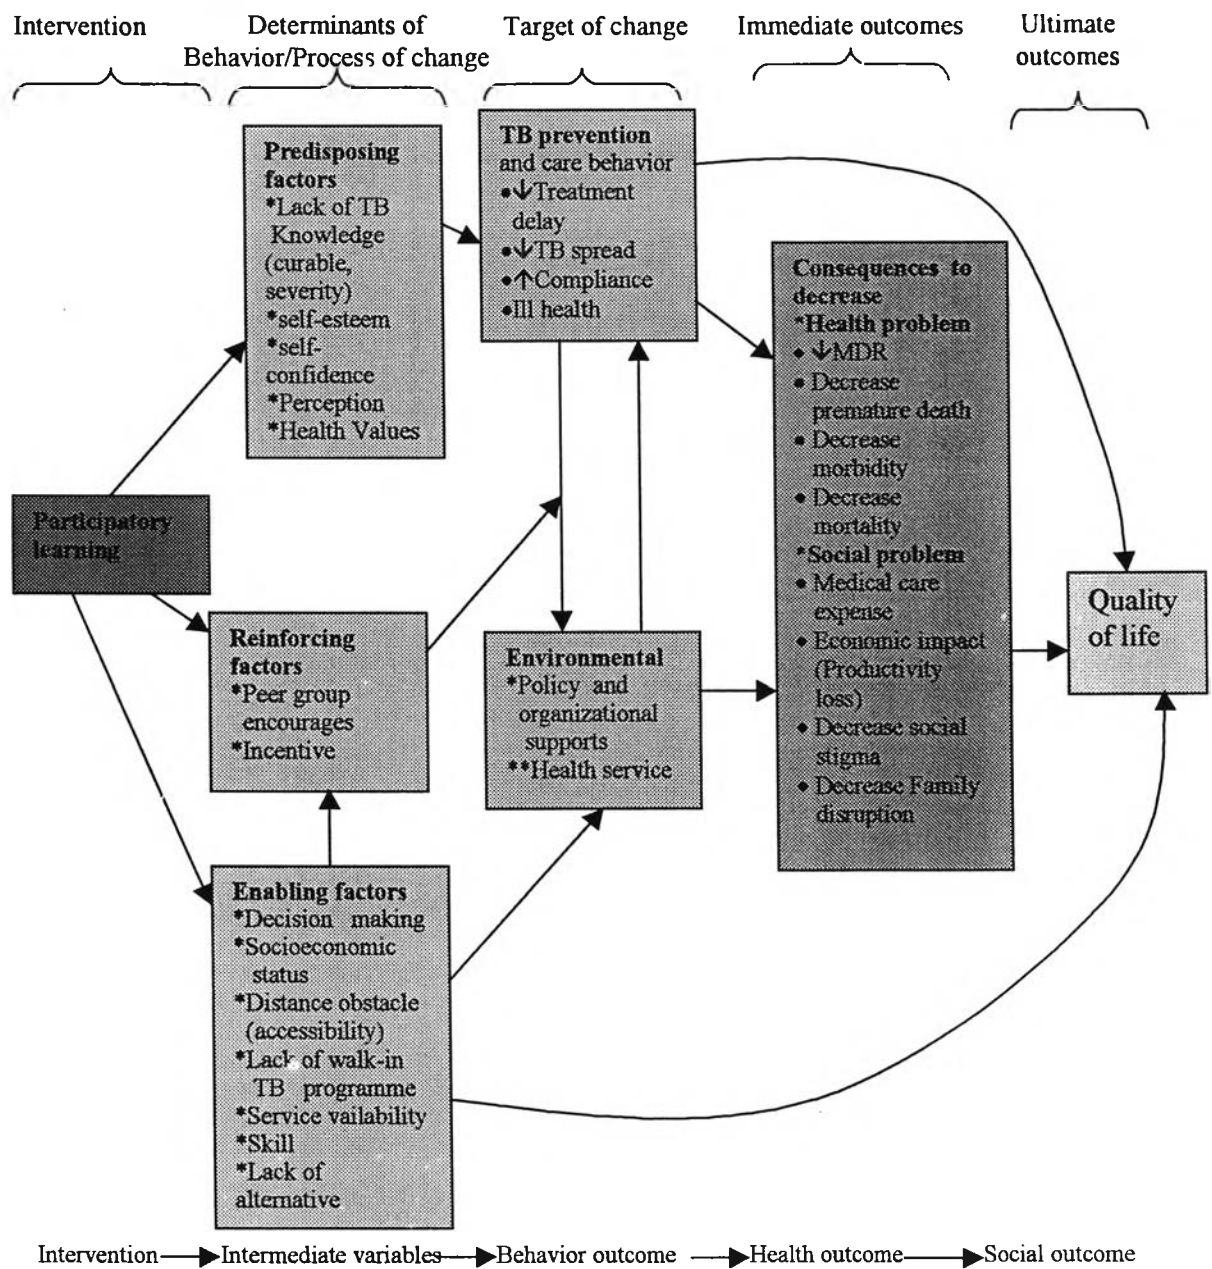 Intervention
Determinants of
Behavior/Process of change
Target of change
Immediate outcomes
Ultimate
outcomes
Predisposing
factors
*Lack of TB
Knowledge
(curable,
severity)
*self-esteem
*self-
confidence
*Perception
*Health Values
TB prevention
and care behavior
●↓Treatment
delay
●↓TB spread
●↑Compliance
●Ill health
Consequences to
decrease
*Health problem
● ↓MDR
● Decrease
premature death
● Decrease
morbidity
● Decrease
mortality
*Social problem
● Medical care
expense
● Economic impact
(Productivity
loss)
● Decrease social
stigma
● Decrease Family
disruption
Participatory
learning
Reinforcing
factors
*Peer group
encourages
*Incentive
Environmental
*Policy and
organizational
supports
**Health service
Quality
of life
Enabling factors
*Decision making
*Socioeconomic
status
*Distance obstacle
(accessibility)
*Lack of walk-in
TB programme
*Service vailability
*Skill
*Lack of
alternative
Intervention → Intermediate variables → Behavior outcome → Health outcome → Social outcome